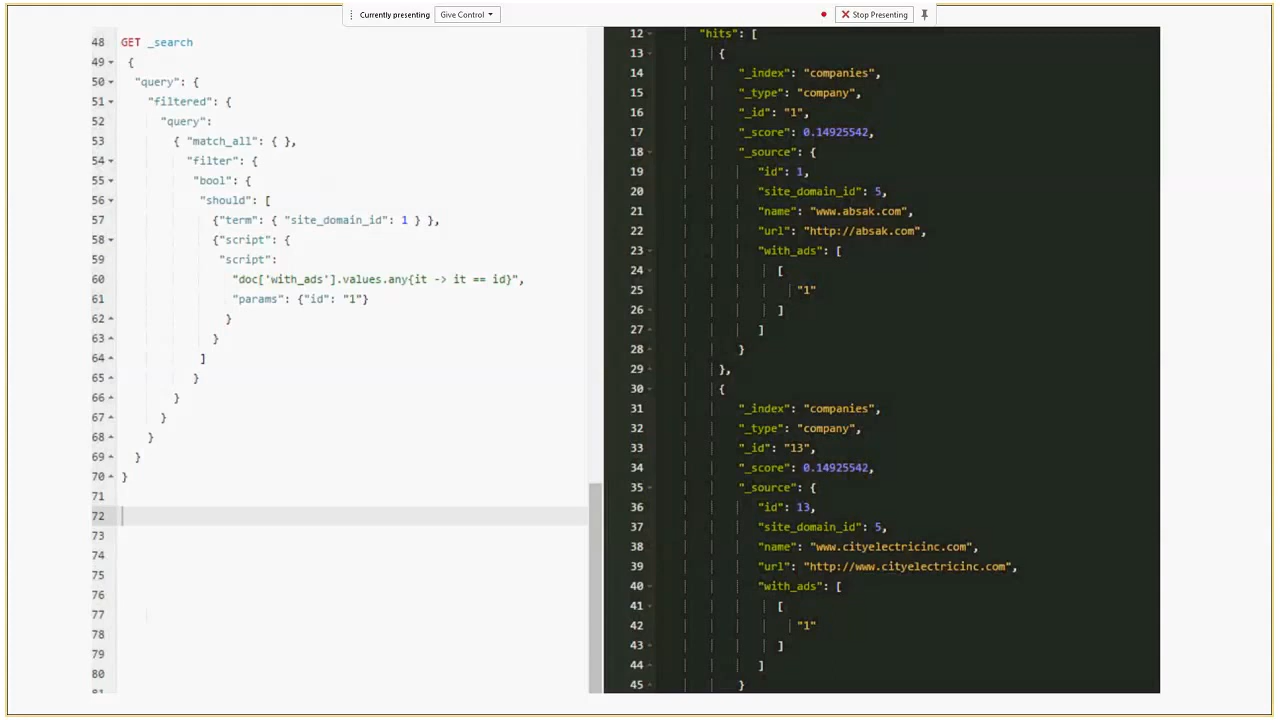 Currently presenting
Give Control
Stop Presenting
48 GET _search
49 {
50 "query": {
51 "filtered": {
52 "query":
53 { "match_all": { },
54 "filter": {
55 "bool": {
56 "should": [
57 {"term": { "site_domain_id": 1 } },
58 {"script": {
59 "script":
60 "doc['with_ads'].values.any{it -> it == id}",
61 "params": {"id": "1"}
62 }
63 }
64 ]
65 }
66 }
67 }
68 }
69 }
70 }
71
72
73
74
75
76
77
78
79
80
81
12 "hits": [
13 {
14 "_index": "companies",
15 "_type": "company",
16 "_id": "1",
17 "_score": 0.14925542,
18 "_source": {
19 "id": 1,
20 "site_domain_id": 5,
21 "name": "www.absak.com",
22 "url": "http://absak.com",
23 "with_ads": [
24 [
25 "1"
26 ]
27 ]
28 }
29 },
30 {
31 "_index": "companies",
32 "_type": "company",
33 "_id": "13",
34 "_score": 0.14925542,
35 "_source": {
36 "id": 13,
37 "site_domain_id": 5,
38 "name": "www.cityelectricinc.com",
39 "url": "http://www.cityelectricinc.com",
40 "with_ads": [
41 [
42 "1"
43 ]
44 ]
45 }